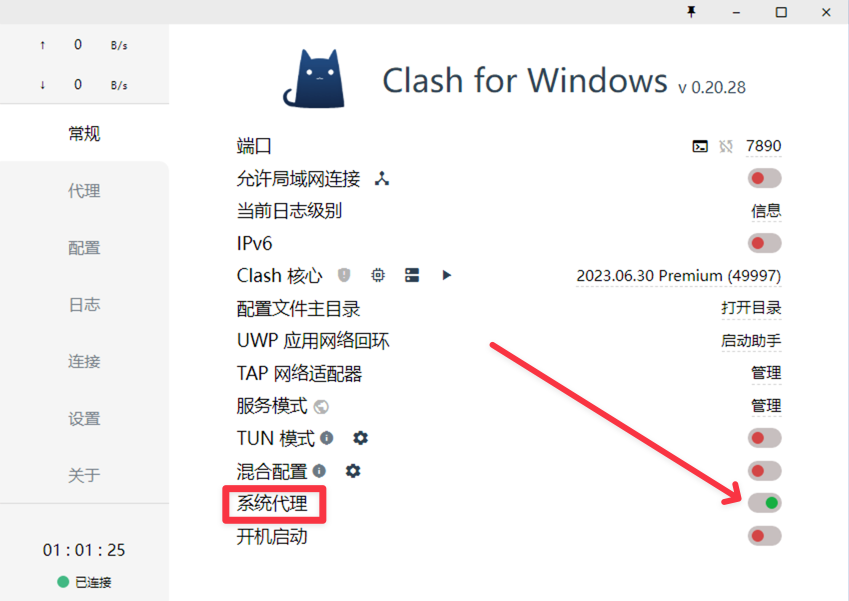 ↑ 0 B/s
↓ 0 B/s
常规
代理
配置
日志
连接
设置
关于
01 : 01 : 25
已连接
Clash for Windows v 0.20.28
端口 7890
允许局域网连接
当前日志级别 信息
IPv6
Clash 核心 2023.06.30 Premium (49997)
配置文件主目录 打开目录
UWP 应用网络回环 启动助手
TAP 网络适配器 管理
服务模式 管理
TUN 模式
混合配置
系统代理
开机启动